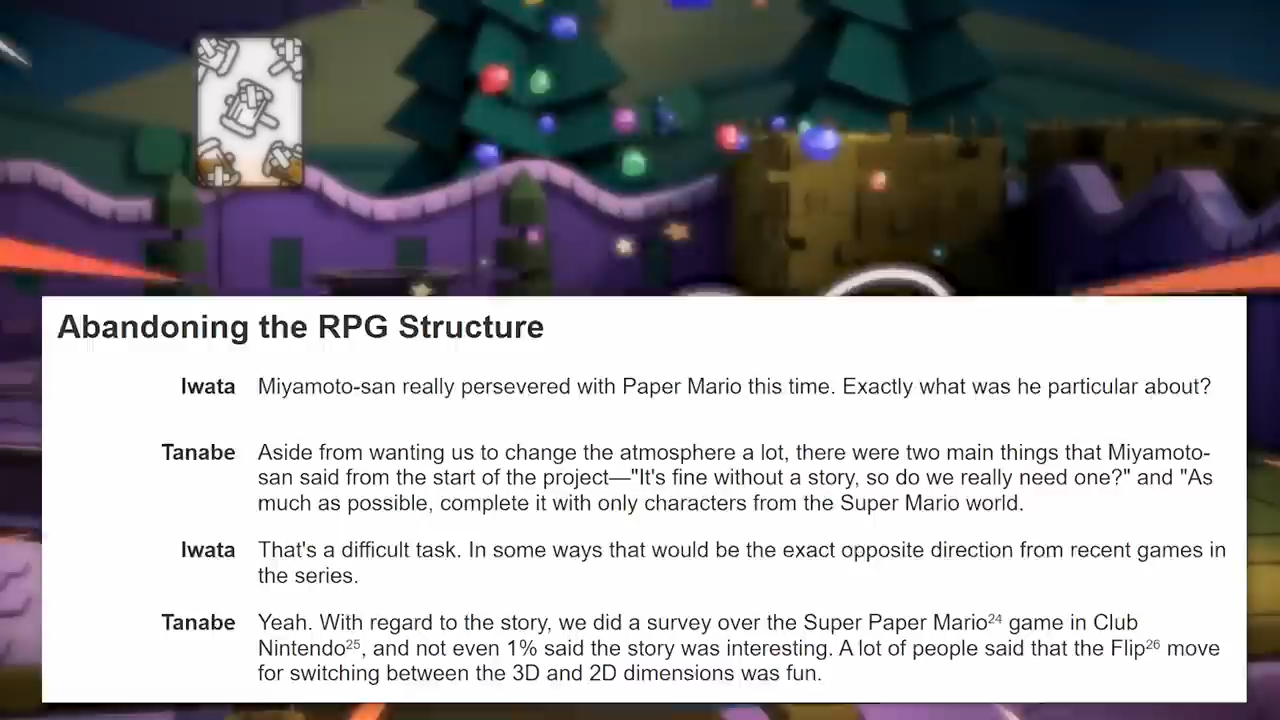 Abandoning the RPG Structure
Iwata Miyamoto-san really persevered with Paper Mario this time. Exactly what was he particular about?
Tanabe Aside from wanting us to change the atmosphere a lot, there were two main things that Miyamoto-
san said from the start of the project—"It's fine without a story, so do we really need one?" and "As
much as possible, complete it with only characters from the Super Mario world.
Iwata That's a difficult task. In some ways that would be the exact opposite direction from recent games in
the series.
Tanabe Yeah. With regard to the story, we did a survey over the Super Paper Mario²⁴ game in Club
Nintendo²⁵, and not even 1% said the story was interesting. A lot of people said that the Flip²⁶ move
for switching between the 3D and 2D dimensions was fun.